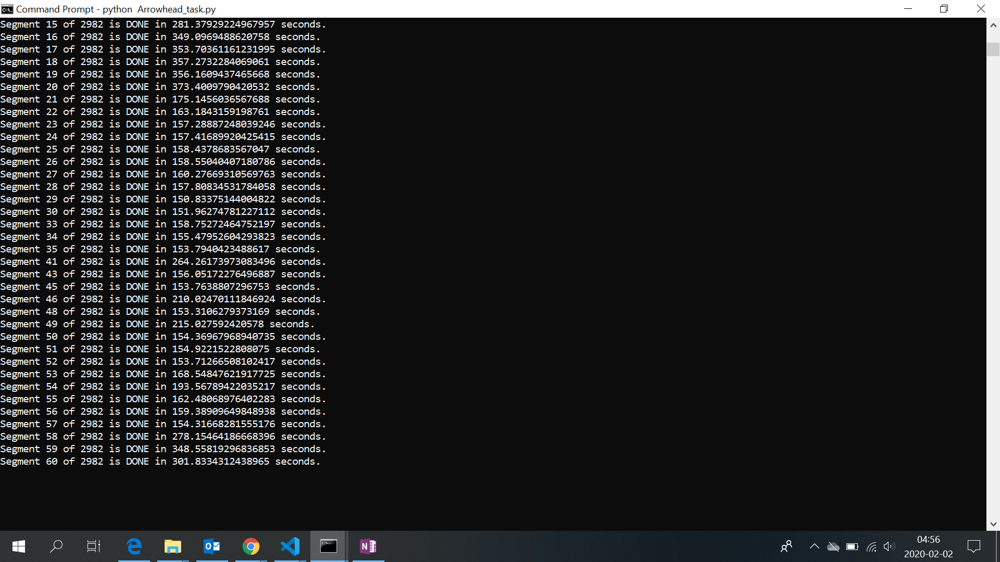 Command Prompt - python  Arrowhead_task.py
Segment 15 of 2982 is DONE in 281.37929224967957 seconds.
Segment 16 of 2982 is DONE in 349.0969488620758 seconds.
Segment 17 of 2982 is DONE in 353.70361161231995 seconds.
Segment 18 of 2982 is DONE in 357.2732284069061 seconds.
Segment 19 of 2982 is DONE in 356.1609437465668 seconds.
Segment 20 of 2982 is DONE in 373.4009790420532 seconds.
Segment 21 of 2982 is DONE in 175.1456036567688 seconds.
Segment 22 of 2982 is DONE in 163.1843159198761 seconds.
Segment 23 of 2982 is DONE in 157.28887248039246 seconds.
Segment 24 of 2982 is DONE in 157.41689920425415 seconds.
Segment 25 of 2982 is DONE in 158.4378683567047 seconds.
Segment 26 of 2982 is DONE in 158.55040407180786 seconds.
Segment 27 of 2982 is DONE in 160.27669310569763 seconds.
Segment 28 of 2982 is DONE in 157.80834531784058 seconds.
Segment 29 of 2982 is DONE in 150.83375144004822 seconds.
Segment 30 of 2982 is DONE in 151.96274781227112 seconds.
Segment 33 of 2982 is DONE in 158.75272464752197 seconds.
Segment 34 of 2982 is DONE in 155.47952604293823 seconds.
Segment 35 of 2982 is DONE in 153.7940423488617 seconds.
Segment 41 of 2982 is DONE in 264.26173973083496 seconds.
Segment 43 of 2982 is DONE in 156.05172276496887 seconds.
Segment 45 of 2982 is DONE in 153.7638807296753 seconds.
Segment 46 of 2982 is DONE in 210.02470111846924 seconds.
Segment 48 of 2982 is DONE in 153.3106279373169 seconds.
Segment 49 of 2982 is DONE in 215.027592420578 seconds.
Segment 50 of 2982 is DONE in 154.36967968940735 seconds.
Segment 51 of 2982 is DONE in 154.9221522808075 seconds.
Segment 52 of 2982 is DONE in 153.71266508102417 seconds.
Segment 53 of 2982 is DONE in 168.54847621917725 seconds.
Segment 54 of 2982 is DONE in 193.56789422035217 seconds.
Segment 55 of 2982 is DONE in 162.48068976402283 seconds.
Segment 56 of 2982 is DONE in 159.38909649848938 seconds.
Segment 57 of 2982 is DONE in 154.31668281555176 seconds.
Segment 58 of 2982 is DONE in 278.15464186668396 seconds.
Segment 59 of 2982 is DONE in 348.55819296836853 seconds.
Segment 60 of 2982 is DONE in 301.8334312438965 seconds.
04:56
2020-02-02